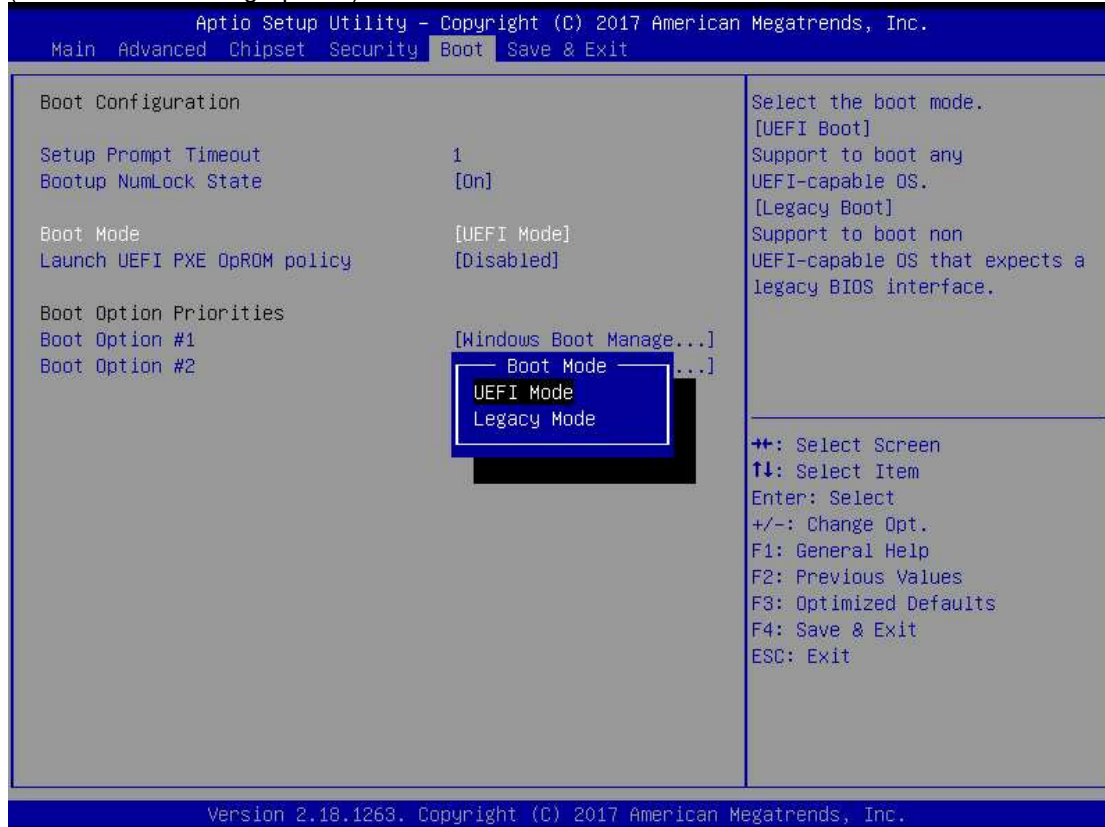 Aptio Setup Utility – Copyright (C) 2017 American Megatrends, Inc.
Main Advanced Chipset Security Boot Save & Exit
Boot Configuration
Setup Prompt Timeout 1
Bootup NumLock State [On]
Boot Mode [UEFI Mode]
Launch UEFI PXE OpROM policy [Disabled]
Boot Option Priorities
Boot Option #1 [Windows Boot Manage...]
Boot Option #2 ...]
Boot Mode
UEFI Mode
Legacy Mode
Select the boot mode.
[UEFI Boot]
Support to boot any
UEFI-capable OS.
[Legacy Boot]
Support to boot non
UEFI-capable OS that expects a
legacy BIOS interface.
→←: Select Screen
↑↓: Select Item
Enter: Select
+/-: Change Opt.
F1: General Help
F2: Previous Values
F3: Optimized Defaults
F4: Save & Exit
ESC: Exit
Version 2.18.1263. Copyright (C) 2017 American Megatrends, Inc.